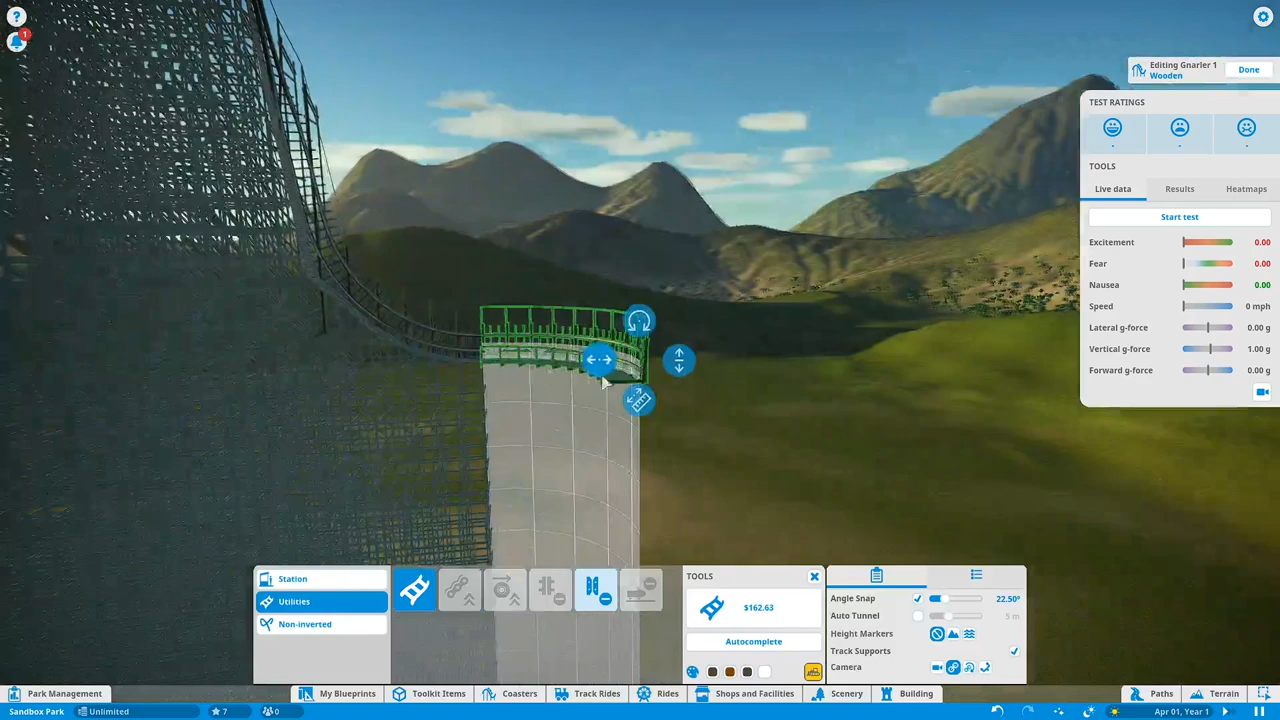 ?
1
Editing Gnarler 1
Wooden
Done
TEST RATINGS
- - -
TOOLS
Live data Results Heatmaps
Start test
Excitement 0.00
Fear 0.00
Nausea 0.00
Speed 0 mph
Lateral g-force 0.00 g
Vertical g-force 1.00 g
Forward g-force 0.00 g
Station
Utilities
Non-inverted
TOOLS
$162.63
Autocomplete
Angle Snap 22.50°
Auto Tunnel 5 m
Height Markers
Track Supports
Camera
Park Management My Blueprints Toolkit Items Coasters Track Rides Rides Shops and Facilities Scenery Building Paths Terrain
Sandbox Park Unlimited 7 0 Apr 01, Year 1